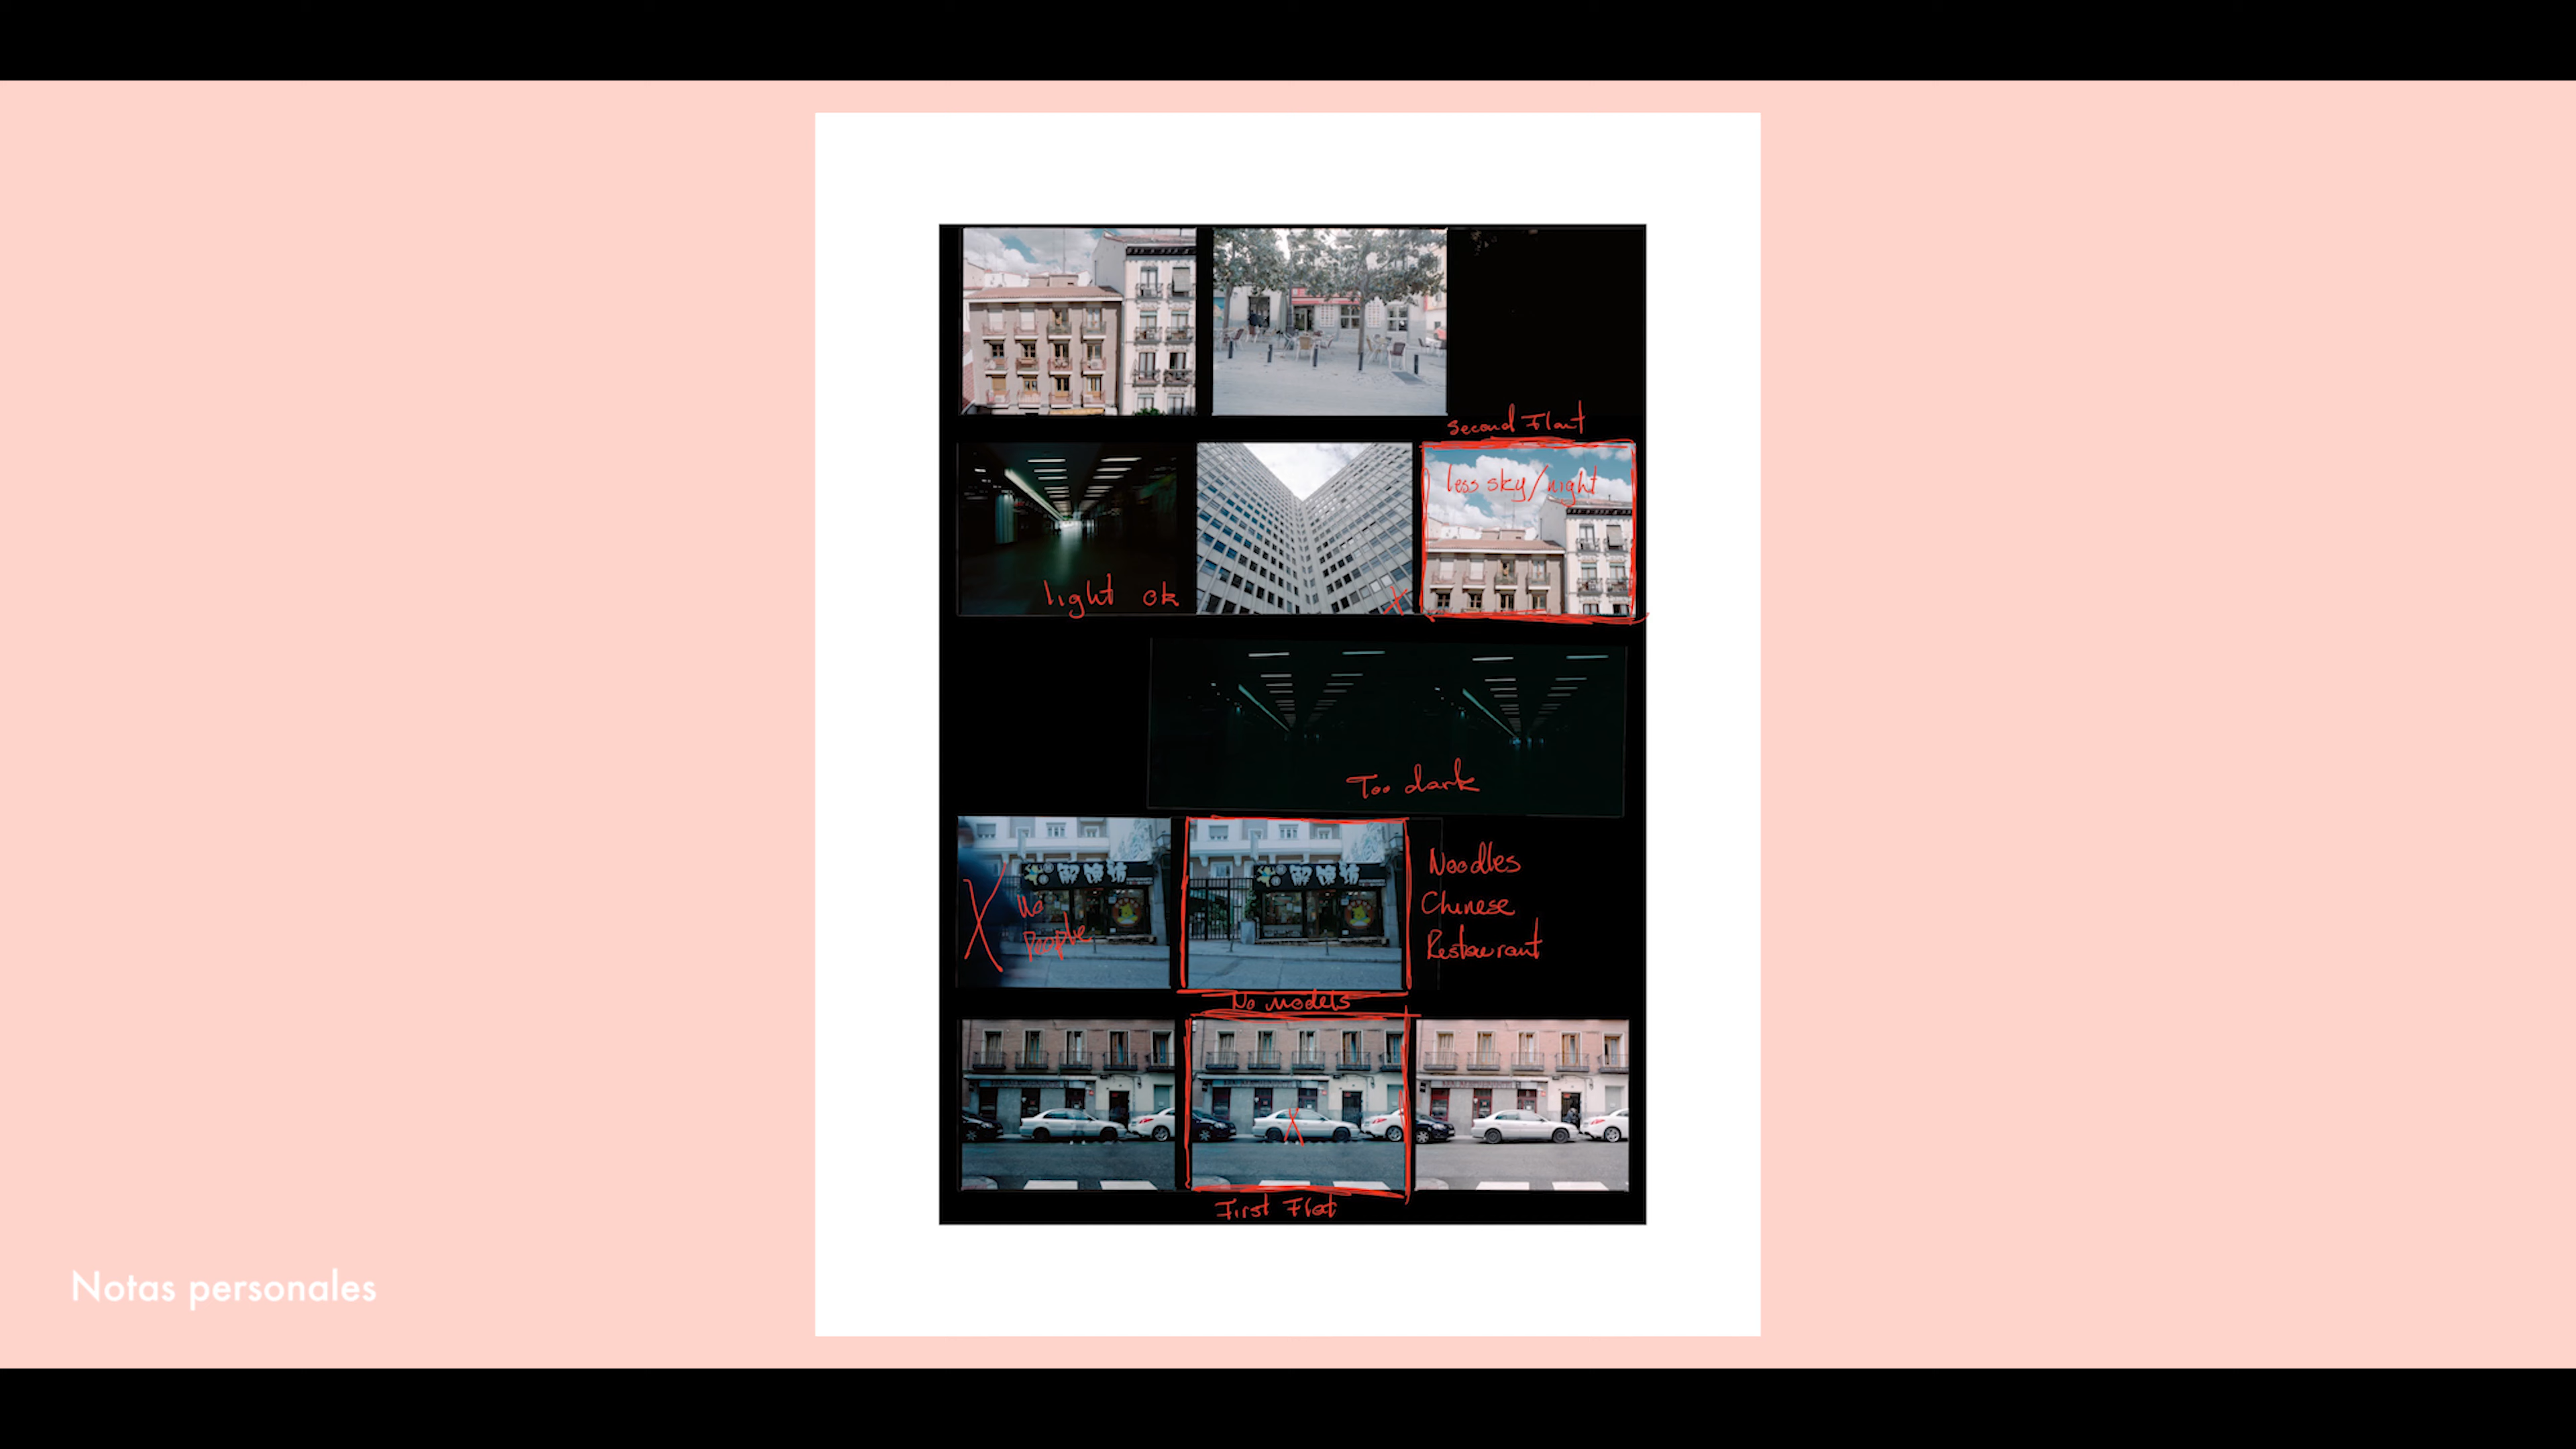 Second Flant
less sky/night
light ok
x
Too dark
X
No
People
Noodles
Chinese
Restaurant
No models
X
First Flat
Notas personales